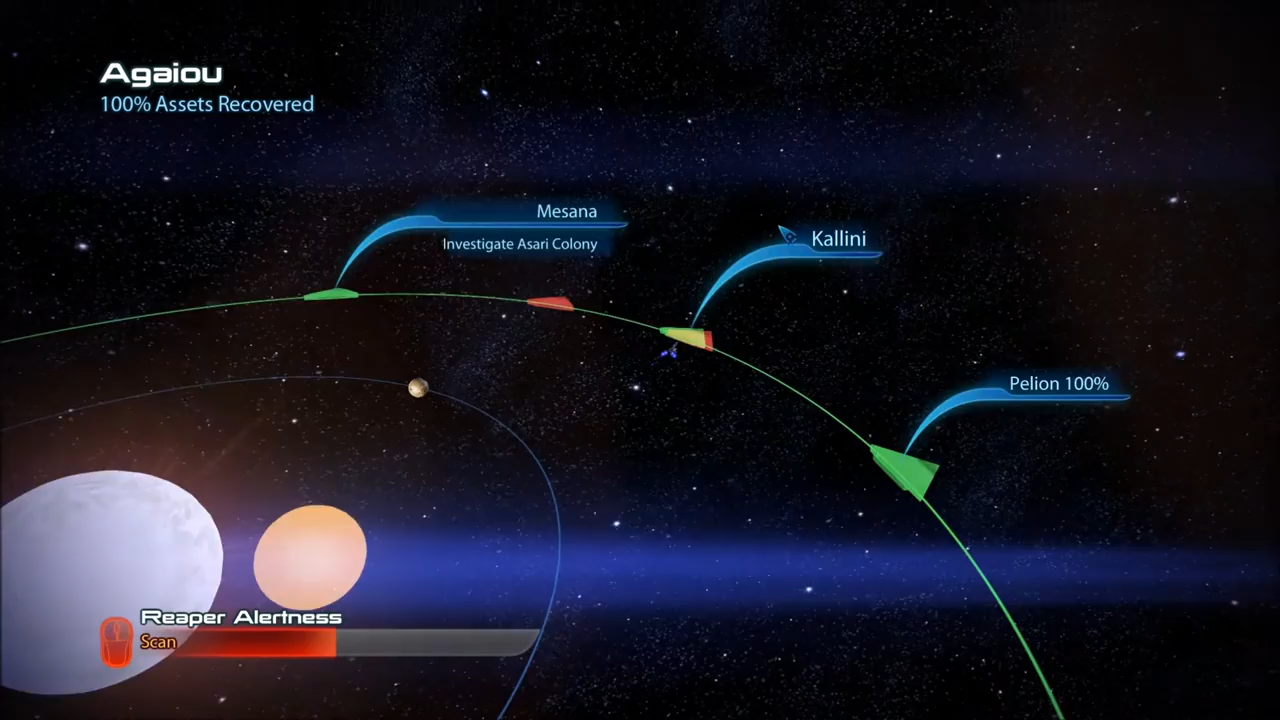 Agaiou
100% Assets Recovered
Mesana
Investigate Asari Colony
Kallini
Pelion 100%
Reaper Alertness
Scan